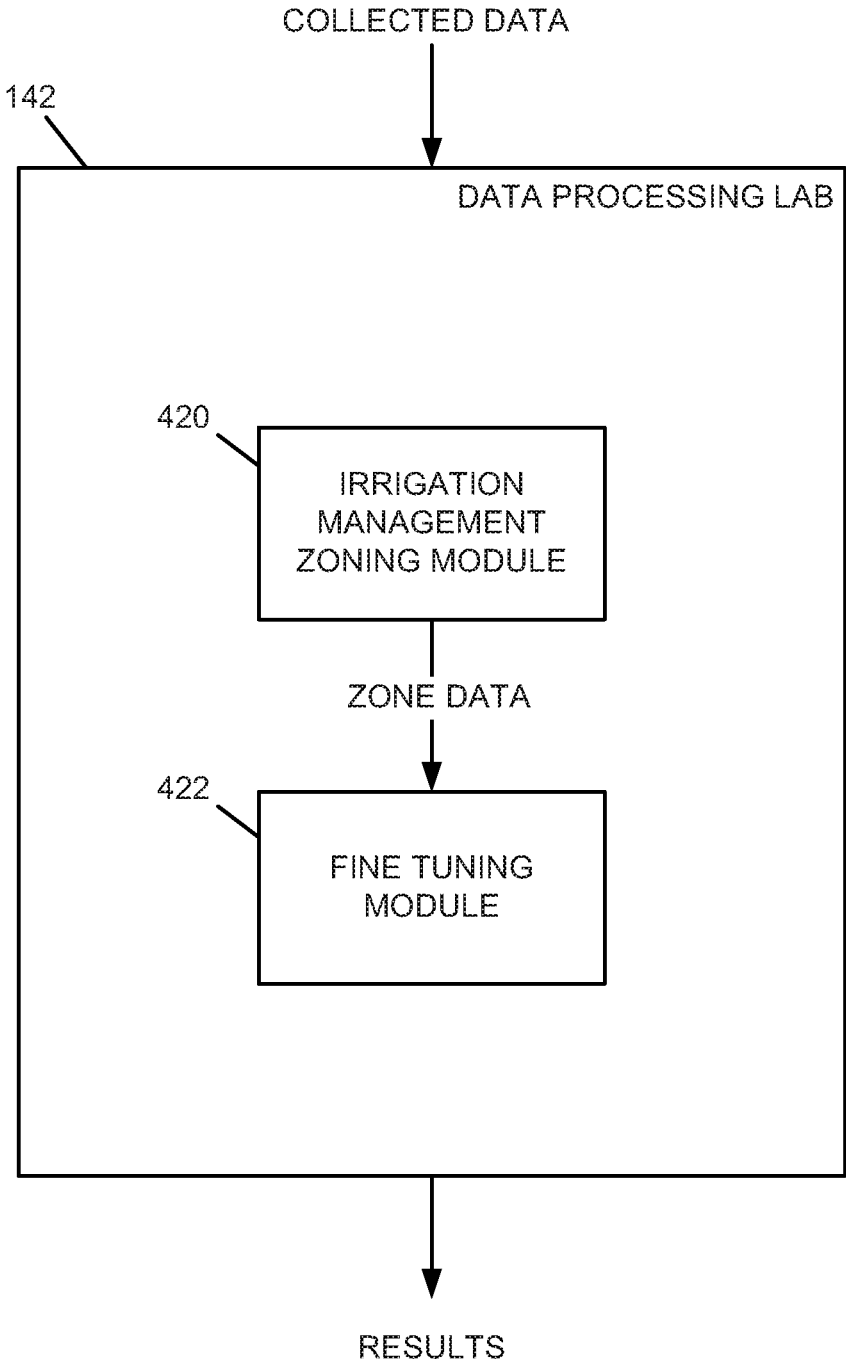 COLLECTED DATA
142
DATA PROCESSING LAB
420
IRRIGATION
MANAGEMENT
ZONING MODULE
ZONE DATA
422
FINE TUNING
MODULE
RESULTS